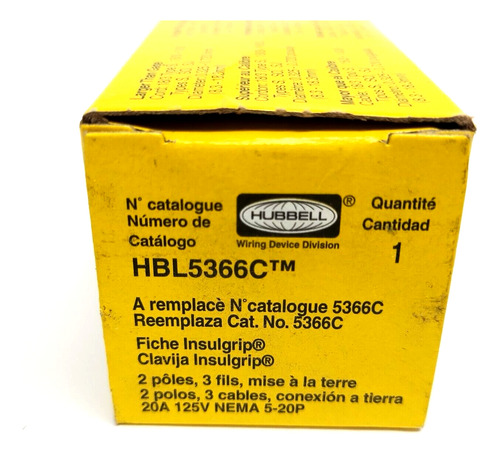 N° catalogue
Número de
Catálogo
HUBBELL®
Wiring Device Division
Quantité
Cantidad
1
HBL5366C™
A remplacè N°catalogue 5366C
Reemplaza Cat. No. 5366C
Fiche Insulgrip®
Clavija Insulgrip®
2 pôles, 3 fils, mise à la terre
2 polos, 3 cables, conexión a tierra
20A 125V NEMA 5-20P